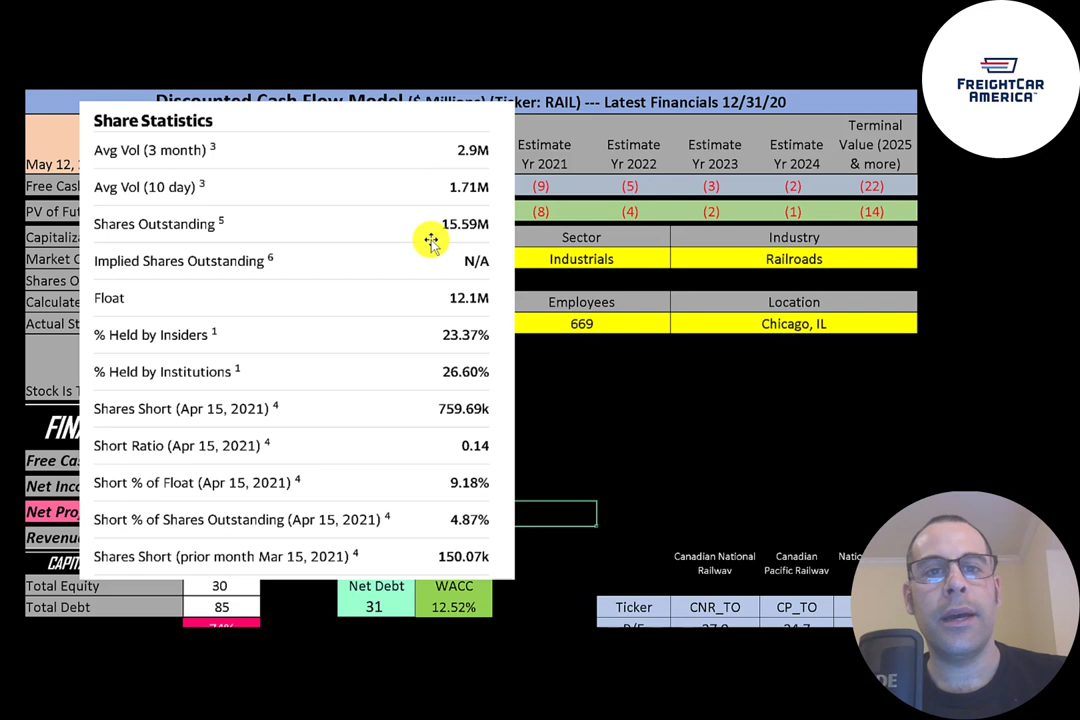 FREIGHTCAR
AMERICA™
Discounted Cash Flow Model ($ Millions) (Ticker: RAIL) --- Latest Financials 12/31/20
May 12,
Estimate
Yr 2021
Estimate
Yr 2022
Estimate
Yr 2023
Estimate
Yr 2024
Terminal
Value (2025
& more)
Free Cas
(9) (5) (3) (2) (22)
PV of Fut
(8) (4) (2) (1) (14)
Capitaliza
Sector Industry
Market C
Industrials Railroads
Shares O
Calculate
Employees Location
Actual St
669 Chicago, IL
Stock Is T
FIN
Free Cas
Net Inco
Net Pro
Revenu
CAPIT
Share Statistics
Avg Vol (3 month) 3 2.9M
Avg Vol (10 day) 3 1.71M
Shares Outstanding 5 15.59M
Implied Shares Outstanding 6 N/A
Float 12.1M
% Held by Insiders 1 23.37%
% Held by Institutions 1 26.60%
Shares Short (Apr 15, 2021) 4 759.69k
Short Ratio (Apr 15, 2021) 4 0.14
Short % of Float (Apr 15, 2021) 4 9.18%
Short % of Shares Outstanding (Apr 15, 2021) 4 4.87%
Shares Short (prior month Mar 15, 2021) 4 150.07k
Total Equity 30 Net Debt WACC
Total Debt 85 31 12.52%
Canadian National
Railway
Canadian
Pacific Railway
Ticker CNR_TO CP_TO